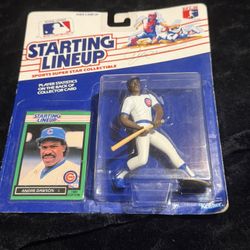 STARTING
LINEUP
SPORTS SUPER STAR COLLECTIBLE
PLAYER STATISTICS
ON THE BACK OF
COLLECTOR CARD
STARTING
LINEUP
ANDRE DAWSON